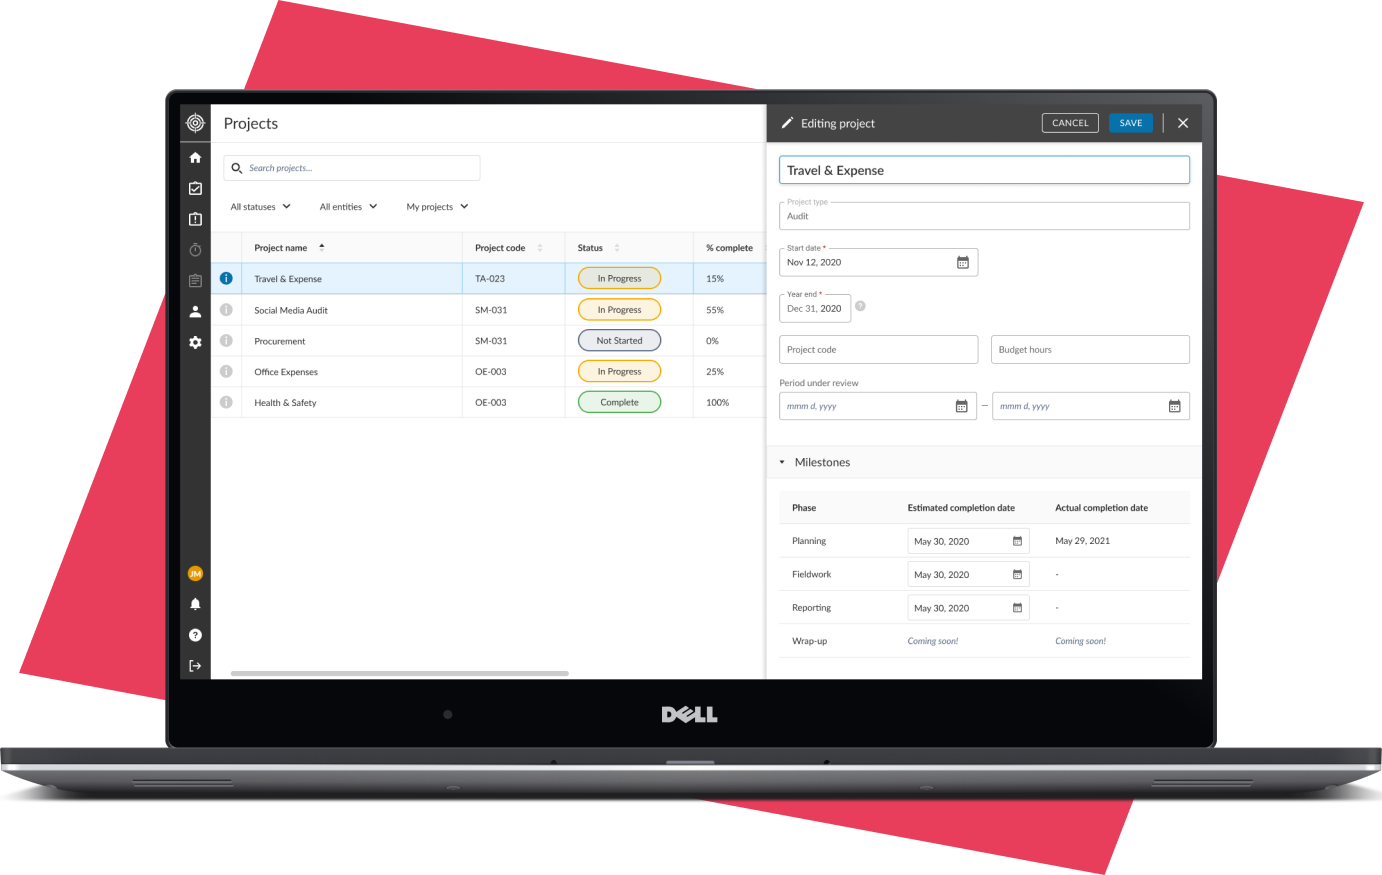 Projects
Search projects...
All statuses
All entities
My projects
Project name
Project code
Status
% complete
Travel & Expense
TA-023
In Progress
15%
Social Media Audit
SM-031
In Progress
55%
Procurement
SM-031
Not Started
0%
Office Expenses
OE-003
In Progress
25%
Health & Safety
OE-003
Complete
100%
JM
Editing project
CANCEL
SAVE
Travel & Expense
Project type
Audit
Start date *
Nov 12, 2020
Year end *
Dec 31, 2020
Project code
Budget hours
Period under review
mmm d, yyyy
–
mmm d, yyyy
Milestones
Phase
Estimated completion date
Actual completion date
Planning
May 30, 2020
May 29, 2021
Fieldwork
May 30, 2020
-
Reporting
May 30, 2020
-
Wrap-up
Coming soon!
Coming soon!
DELL